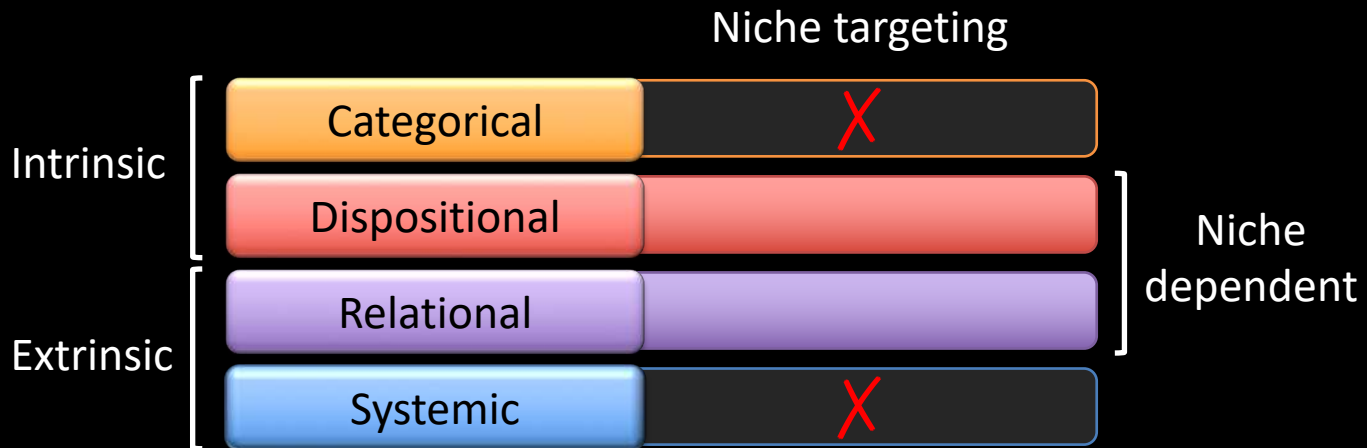 Niche targeting
Categorical
Intrinsic
Dispositional
Niche
dependent
Relational
Extrinsic
Systemic